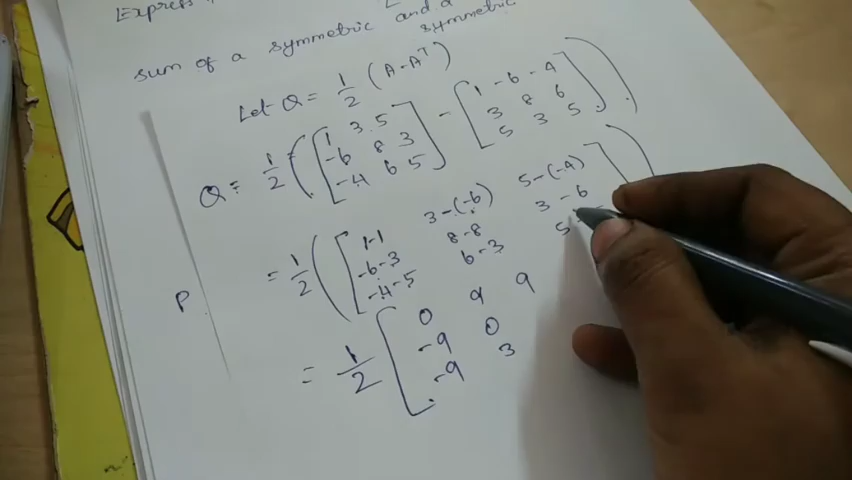 Express
sum of a symmetric and a
symmetric
Let Q = 1/2 (A - Aᵀ)
Q = 1/2 ( [ 1 3 5 ] - [ 1 -6 -4 ] )
-6 8 3 3 8 6
-4 6 5 5 3 5
= 1/2 ( [ 1-1 3-(-6) 5-(-4) ] )
-6-3 8-8 3-6
-4-5 6-3 5-
P
= 1/2 [ 0 9 9
-9 0
-9 3